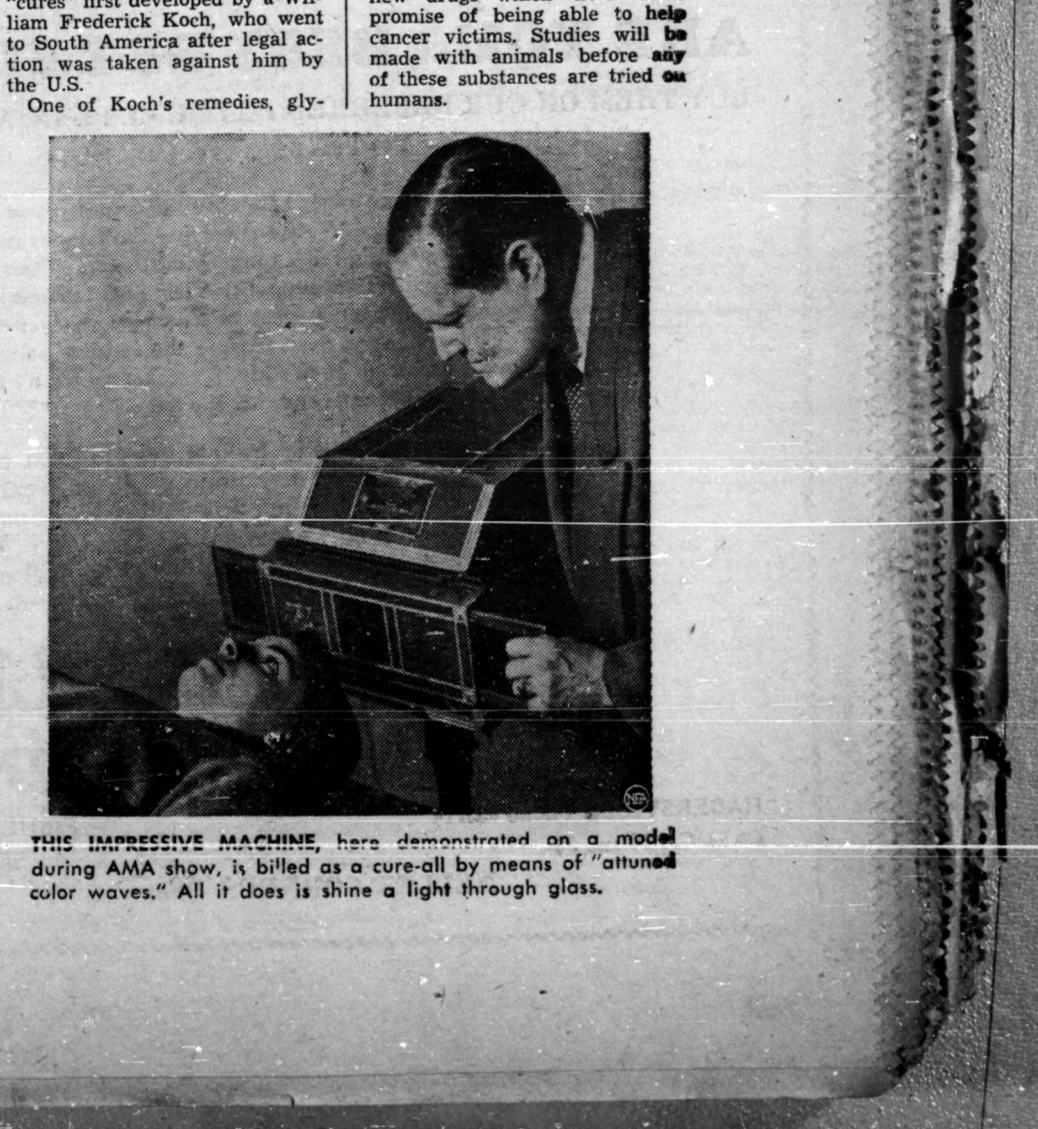 "cures" first developed by a Wil-
liam Frederick Koch, who went
to South America after legal ac-
tion was taken against him by
the U.S.
One of Koch's remedies, gly-
promise of being able to help
cancer victims. Studies will be
made with animals before any
of these substances are tried on
humans.
NEA
THIS IMPRESSIVE MACHINE, here demonstrated on a model
during AMA show, is billed as a cure-all by means of "attuned
color waves." All it does is shine a light through glass.